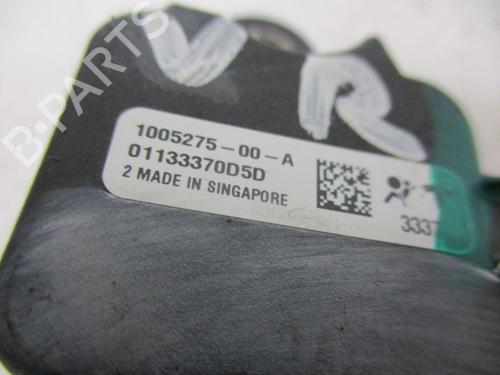 VR
B-PARTS
1005275-00-A
01133370D5D
2 MADE IN SINGAPORE
3337